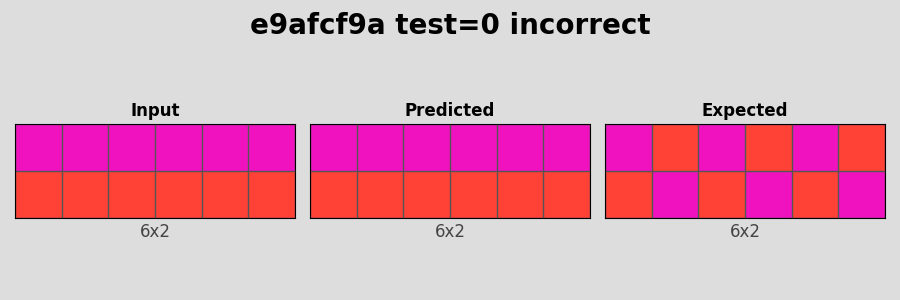 e9afcf9a test=0 incorrect
Input
Predicted
Expected
6x2
6x2
6x2